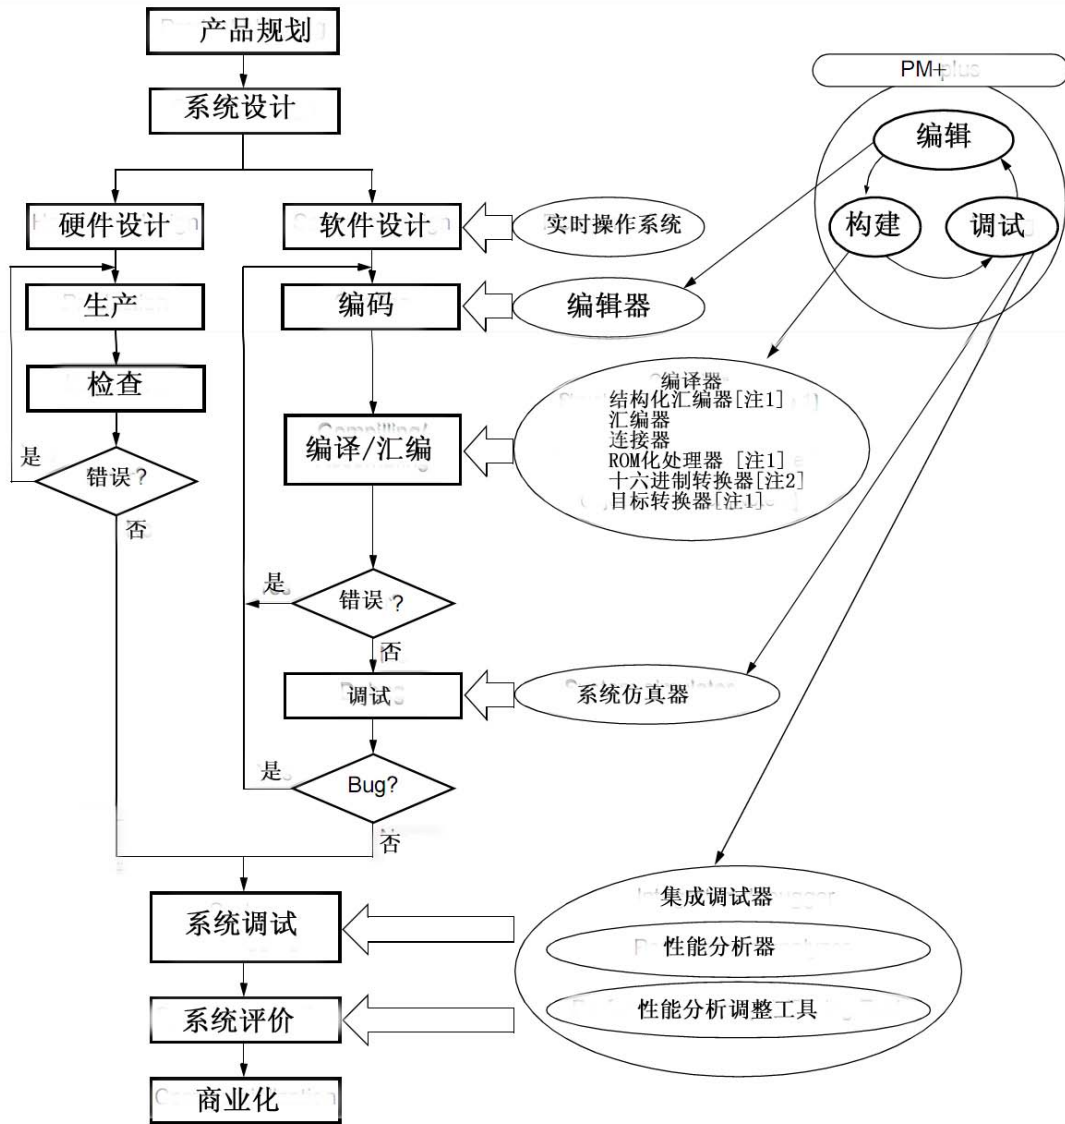 产品规划
系统设计
PM+plus
编辑
构建
调试
硬件设计
软件设计
实时操作系统
生产
编码
编辑器
检查
编译/汇编
编译器
结构化汇编器[注1]
汇编器
连接器
ROM化处理器 [注1]
十六进制转换器[注2]
目标转换器[注1]
是
错误?
否
是
错误?
否
调试
系统仿真器
是
Bug?
否
系统调试
集成调试器
性能分析器
系统评价
性能分析调整工具
商业化